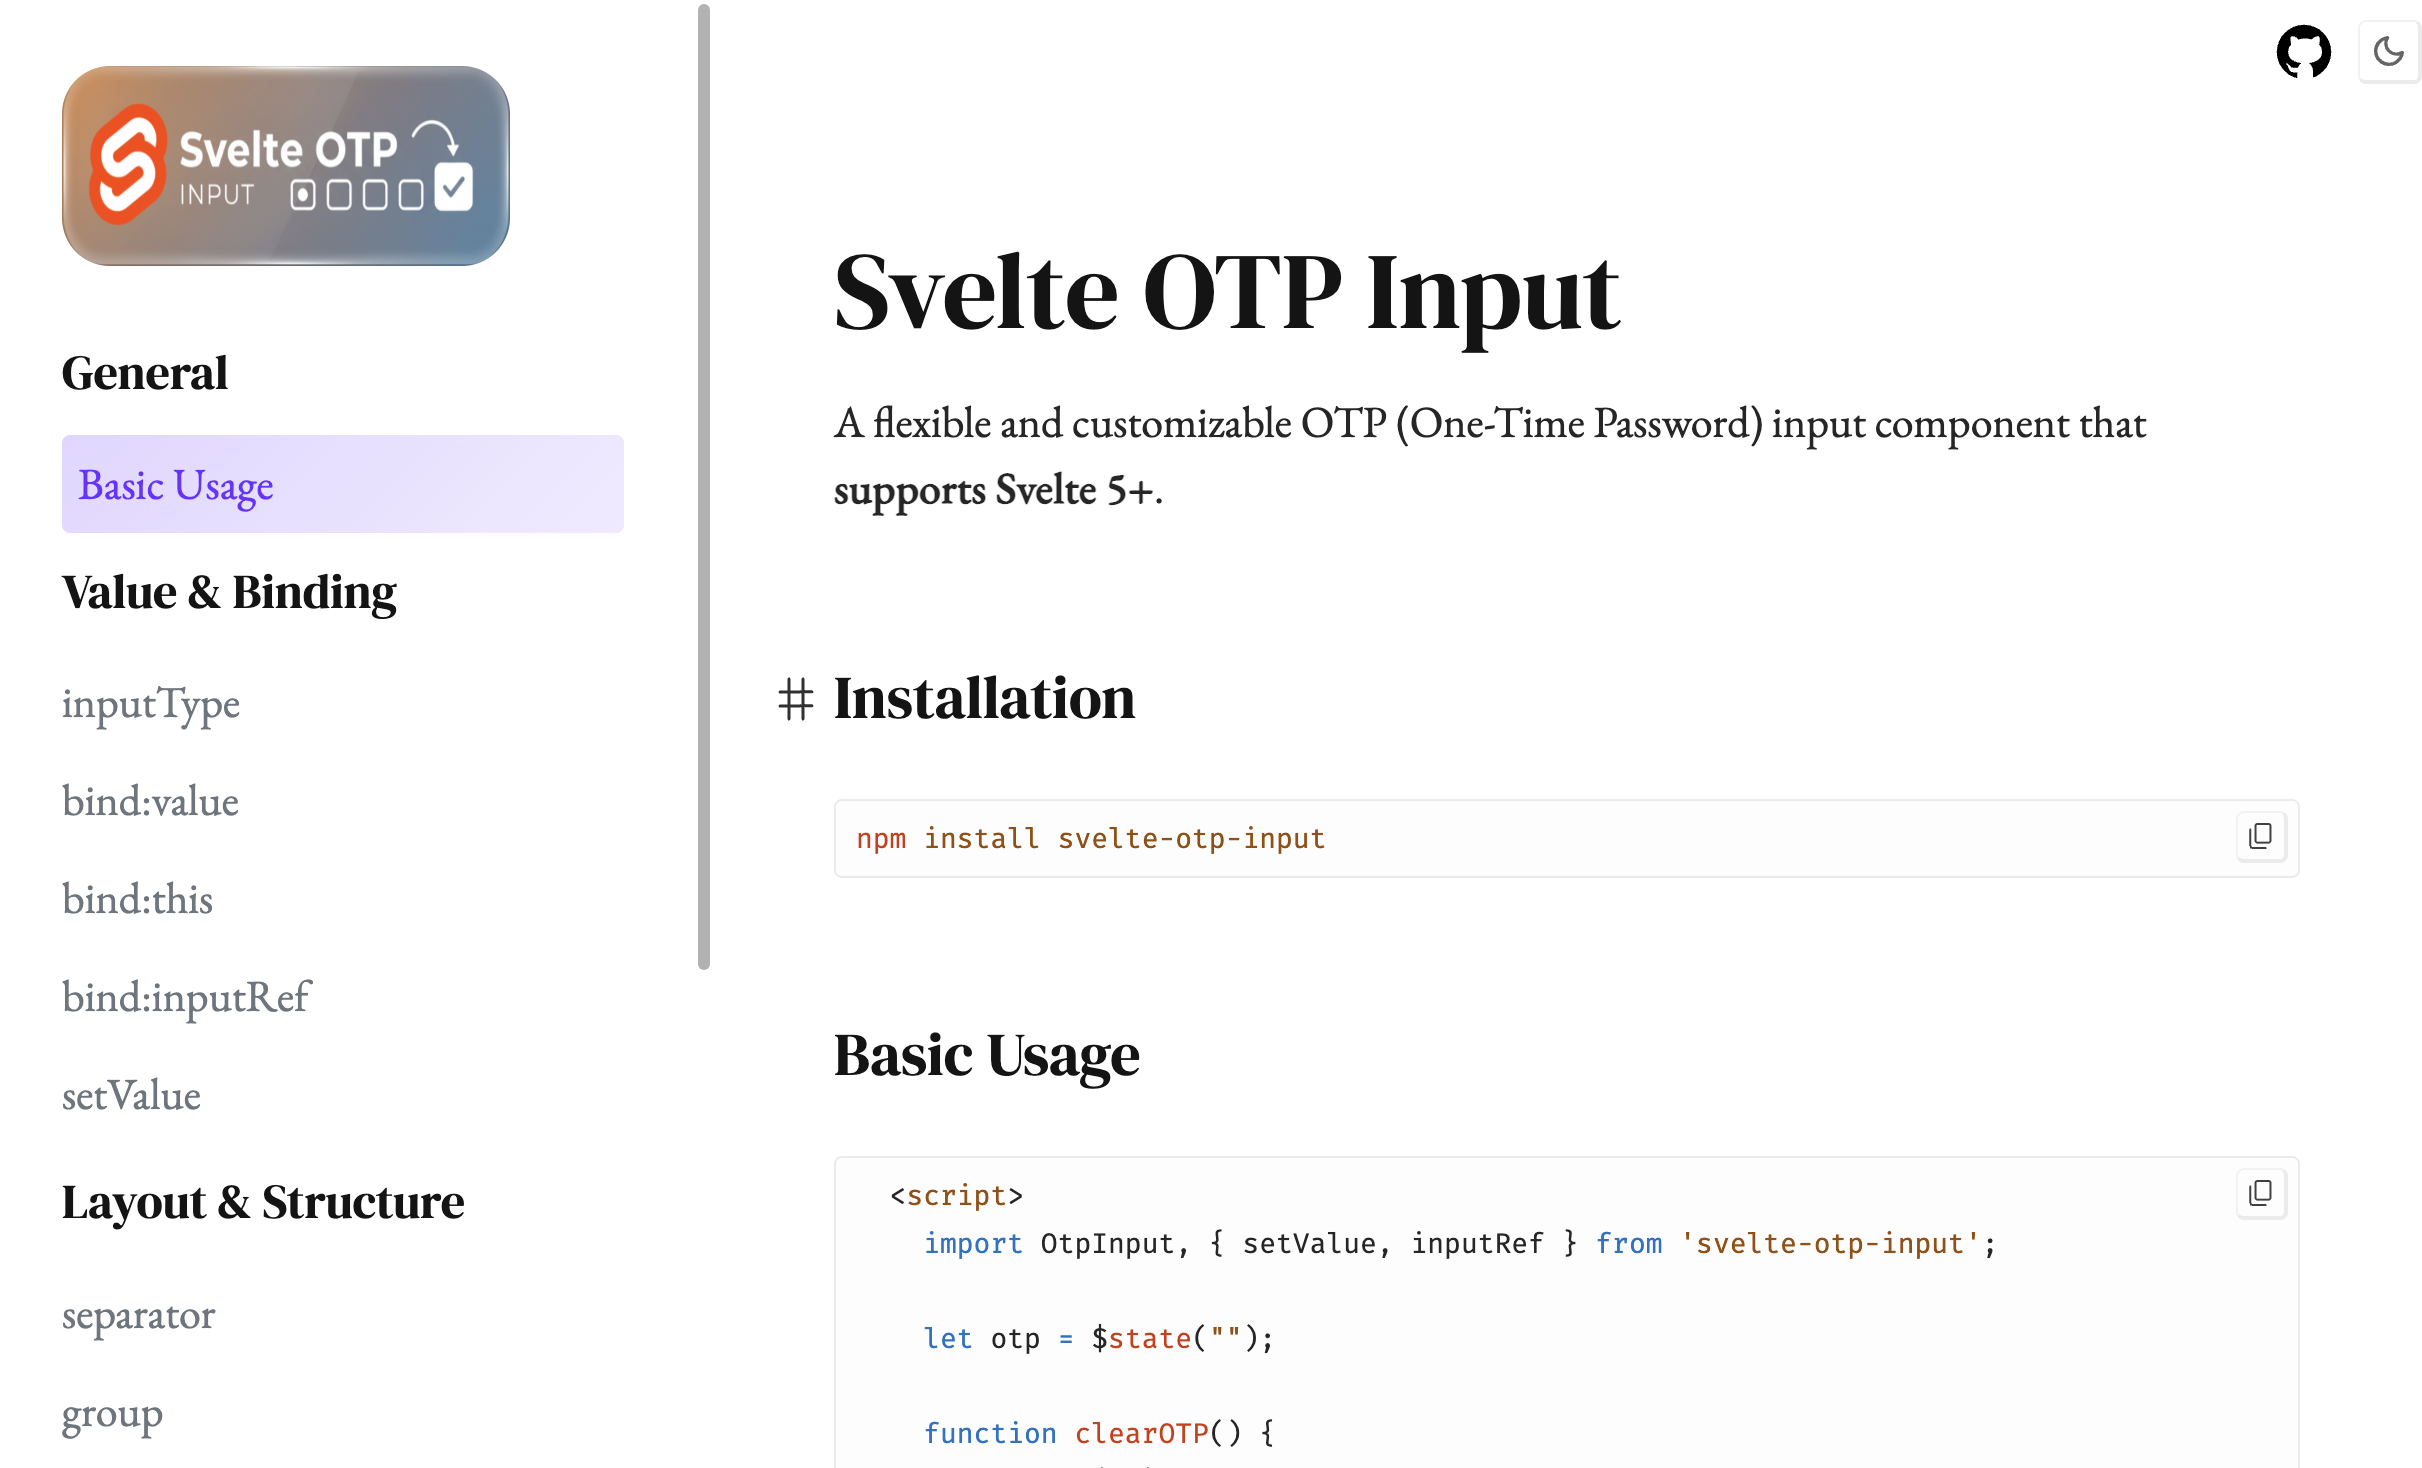 Svelte OTP
INPUT
General
Basic Usage
Value & Binding
inputType
bind:value
bind:this
bind:inputRef
setValue
Layout & Structure
separator
group
Svelte OTP Input
A flexible and customizable OTP (One-Time Password) input component that
supports Svelte 5+.
# Installation
npm install svelte-otp-input
Basic Usage
<script>
import OtpInput, { setValue, inputRef } from 'svelte-otp-input';
let otp = $state("");
function clearOTP() {